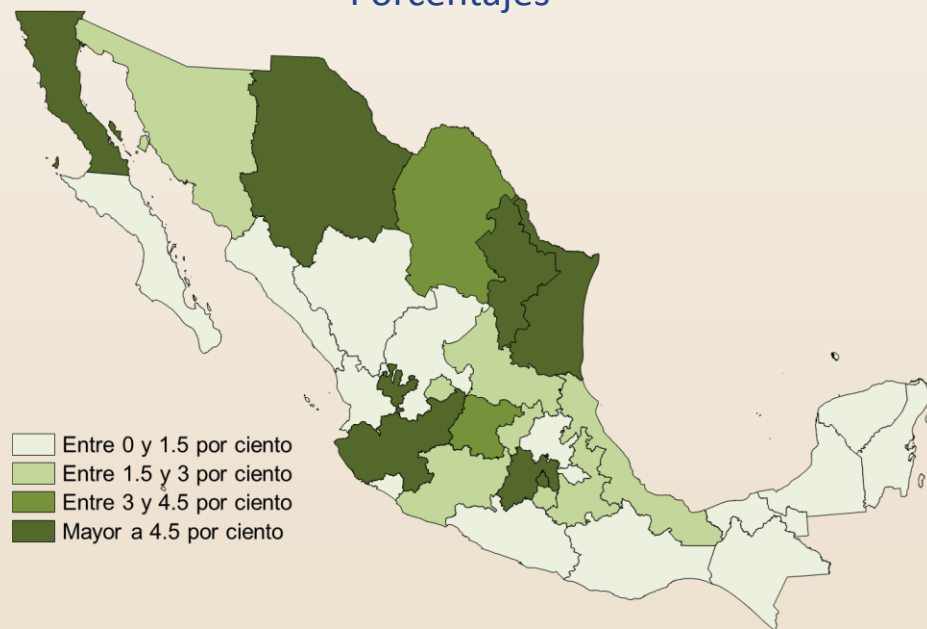 Porcentajes
Entre 0 y 1.5 por ciento
Entre 1.5 y 3 por ciento
Entre 3 y 4.5 por ciento
Mayor a 4.5 por ciento